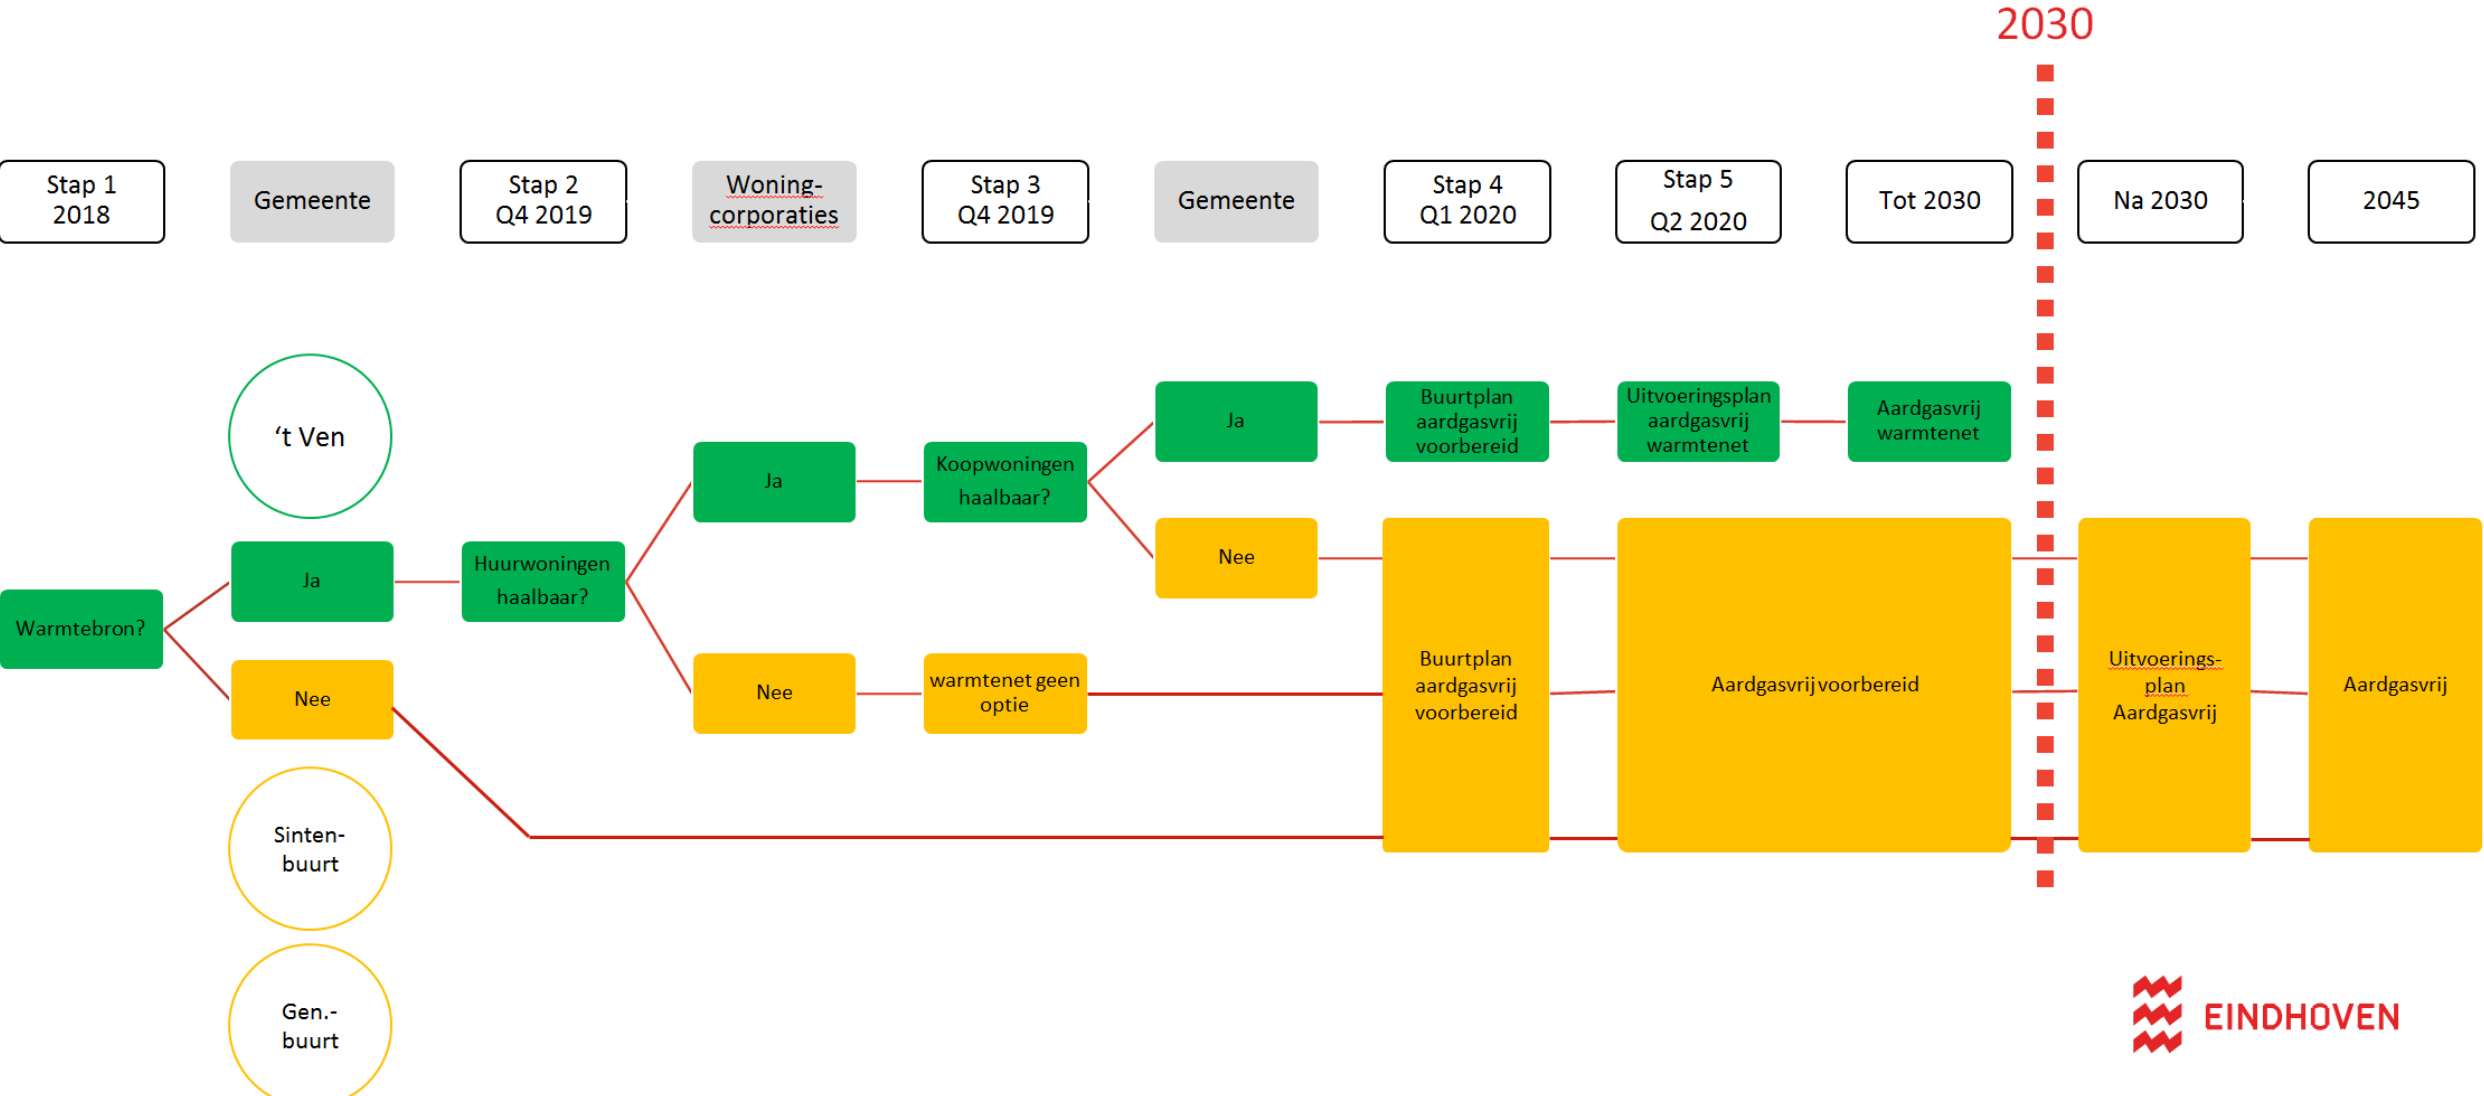 2030
Stap 1
2018
Gemeente
Stap 2
Q4 2019
Woning-
corporaties
Stap 3
Q4 2019
Gemeente
Stap 4
Q1 2020
Stap 5
Q2 2020
Tot 2030
Na 2030
2045
‘t Ven
Ja
Buurtplan
aardgasvrij
voorbereid
Uitvoeringsplan
aardgasvrij
warmtenet
Aardgasvrij
warmtenet
Ja
Koopwoningen
haalbaar?
Nee
Ja
Huurwoningen
haalbaar?
Warmtebron?
Nee
Nee
warmtenet geen
optie
Buurtplan
aardgasvrij
voorbereid
Aardgasvrij voorbereid
Uitvoerings-
plan
Aardgasvrij
Aardgasvrij
Sinten-
buurt
Gen.-
buurt
EINDHOVEN